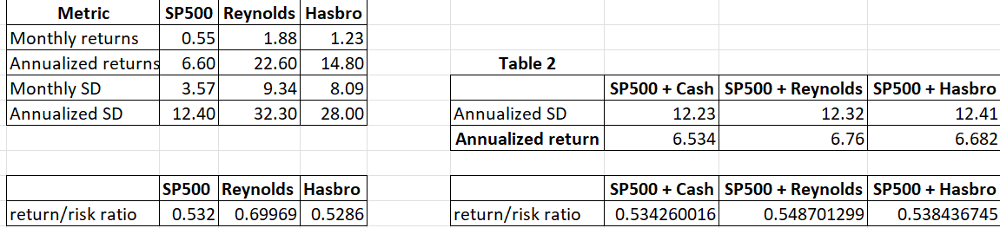 Metric SP500 Reynolds Hasbro
Monthly returns 0.55 1.88 1.23
Annualized returns 6.60 22.60 14.80 Table 2
Monthly SD 3.57 9.34 8.09 SP500 + Cash SP500 + Reynolds SP500 + Hasbro
Annualized SD 12.40 32.30 28.00 Annualized SD 12.23 12.32 12.41
Annualized return 6.534 6.76 6.682
SP500 Reynolds Hasbro SP500 + Cash SP500 + Reynolds SP500 + Hasbro
return/risk ratio 0.532 0.69969 0.5286 return/risk ratio 0.534260016 0.548701299 0.538436745